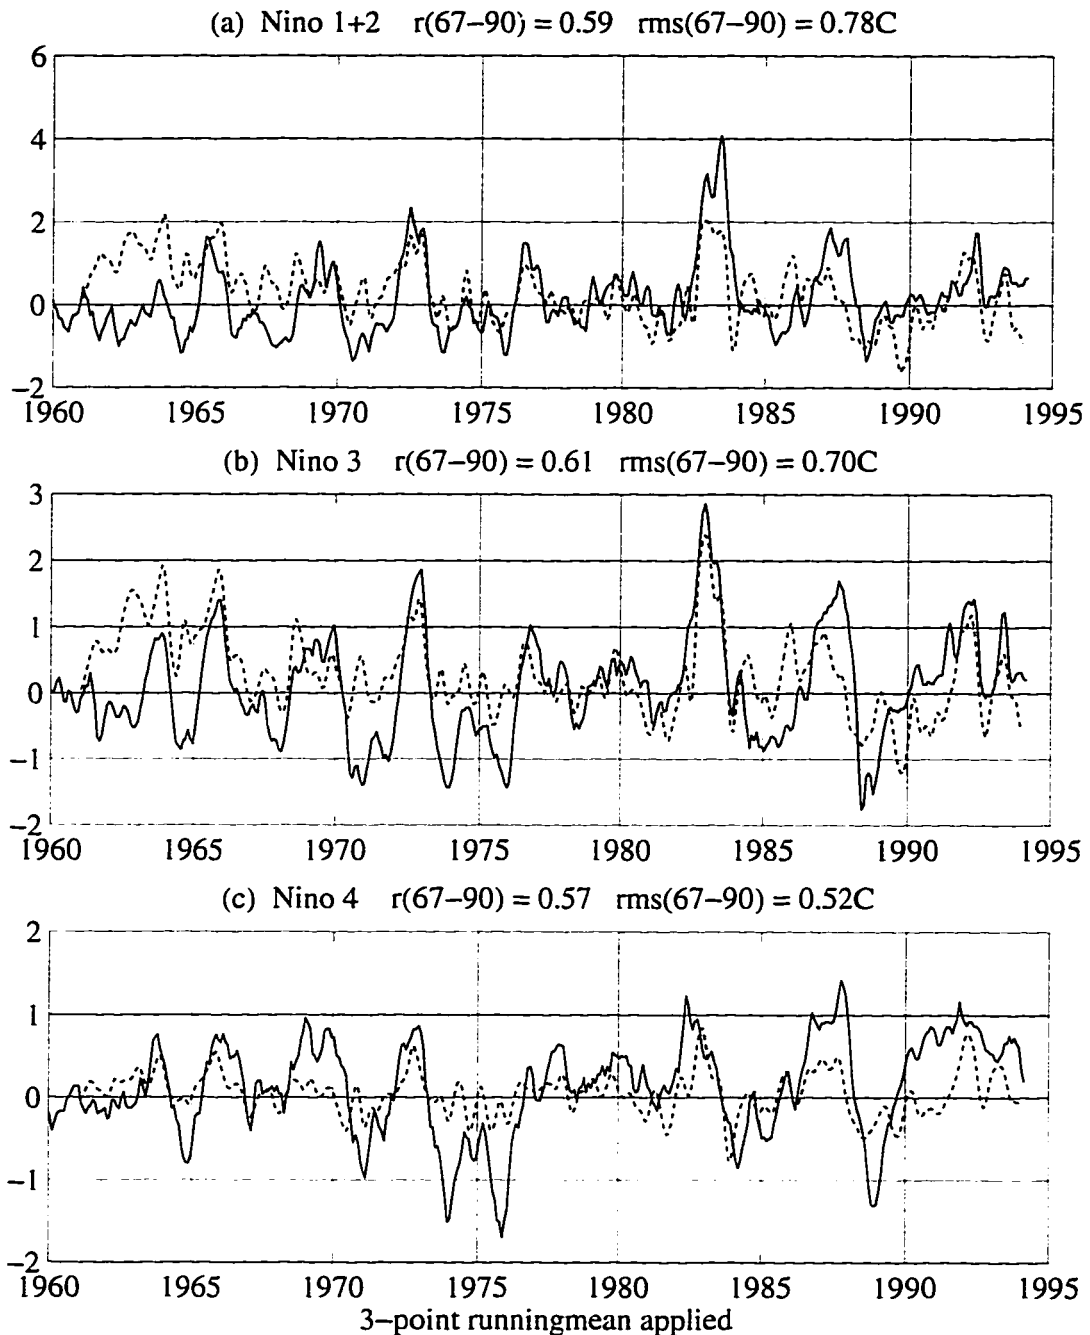 (a) Nino 1+2 r(67−90) = 0.59 rms(67−90) = 0.78C
6
4
2
0
−2
1960 1965 1970 1975 1980 1985 1990 1995
(b) Nino 3 r(67−90) = 0.61 rms(67−90) = 0.70C
3
2
1
0
−1
−2
1960 1965 1970 1975 1980 1985 1990 1995
(c) Nino 4 r(67−90) = 0.57 rms(67−90) = 0.52C
2
1
0
−1
−2
1960 1965 1970 1975 1980 1985 1990 1995
3−point runningmean applied